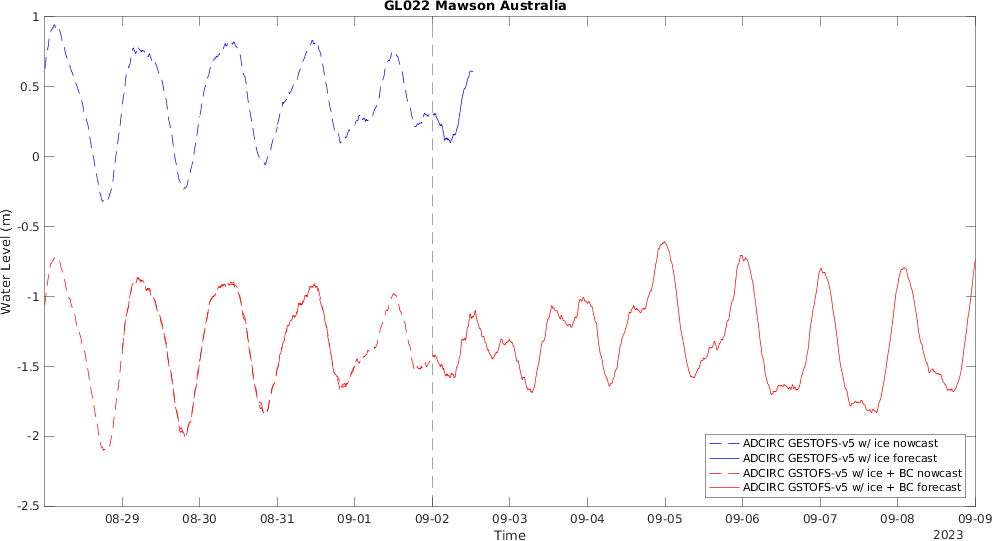 GL022 Mawson Australia
1
0.5
0
-0.5
-1
-1.5
-2
-2.5
Water Level (m)
08-29 08-30 08-31 09-01 09-02 09-03 09-04 09-05 09-06 09-07 09-08 09-09
2023
Time
ADCIRC GESTOFS-v5 w/ ice nowcast
ADCIRC GESTOFS-v5 w/ ice forecast
ADCIRC GSTOFS-v5 w/ ice + BC nowcast
ADCIRC GSTOFS-v5 w/ ice + BC forecast